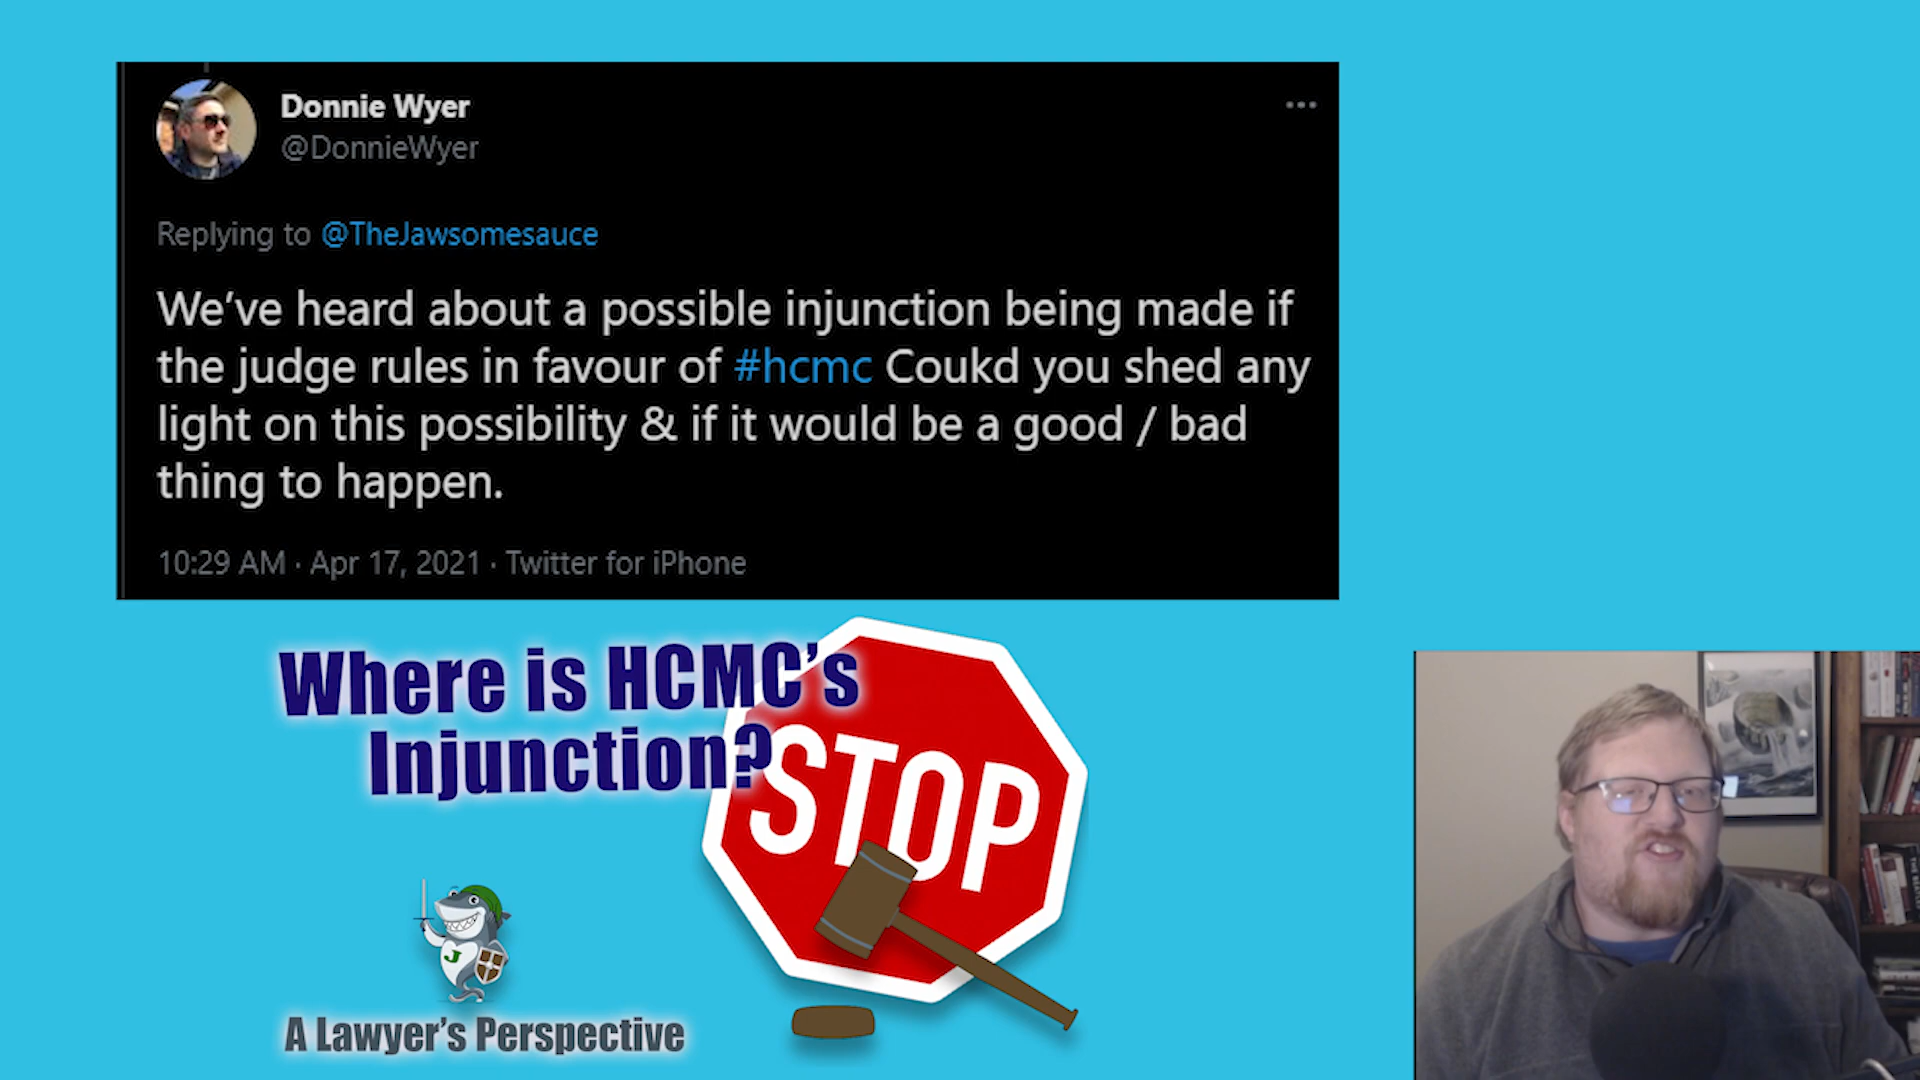 Donnie Wyer
@DonnieWyer
Replying to @TheJawsomesauce
We’ve heard about a possible injunction being made if
the judge rules in favour of #hcmc Coukd you shed any
light on this possibility & if it would be a good / bad
thing to happen.
10:29 AM · Apr 17, 2021 · Twitter for iPhone
Where is HCMC’s
Injunction?
STOP
J
A Lawyer’s Perspective